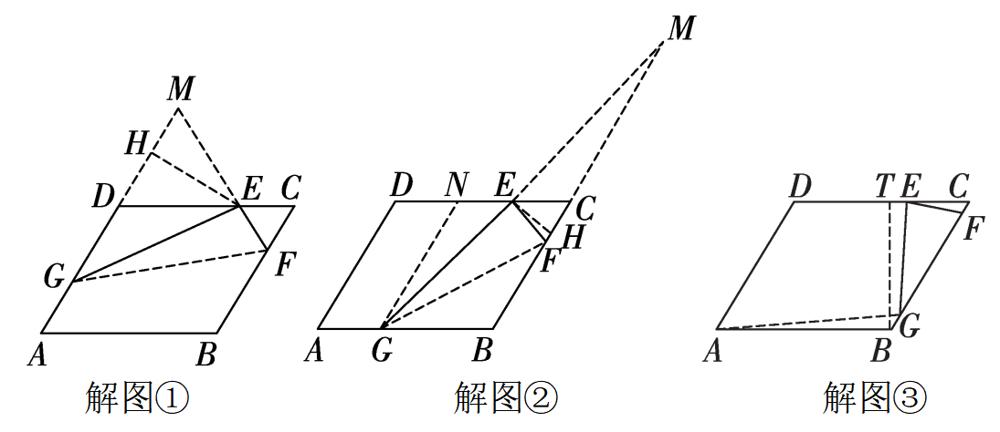 M
H
D E C
G F
A B
解图①
M
D N E C
H
F
A G B
解图②
D T E C
F
G
A B
解图③